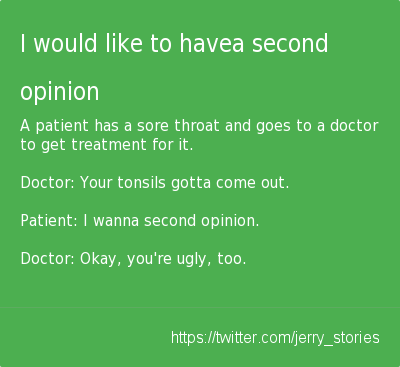 I would like to havea second
opinion
A patient has a sore throat and goes to a doctor
to get treatment for it.
Doctor: Your tonsils gotta come out.
Patient: I wanna second opinion.
Doctor: Okay, you're ugly, too.
https://twitter.com/jerry_stories